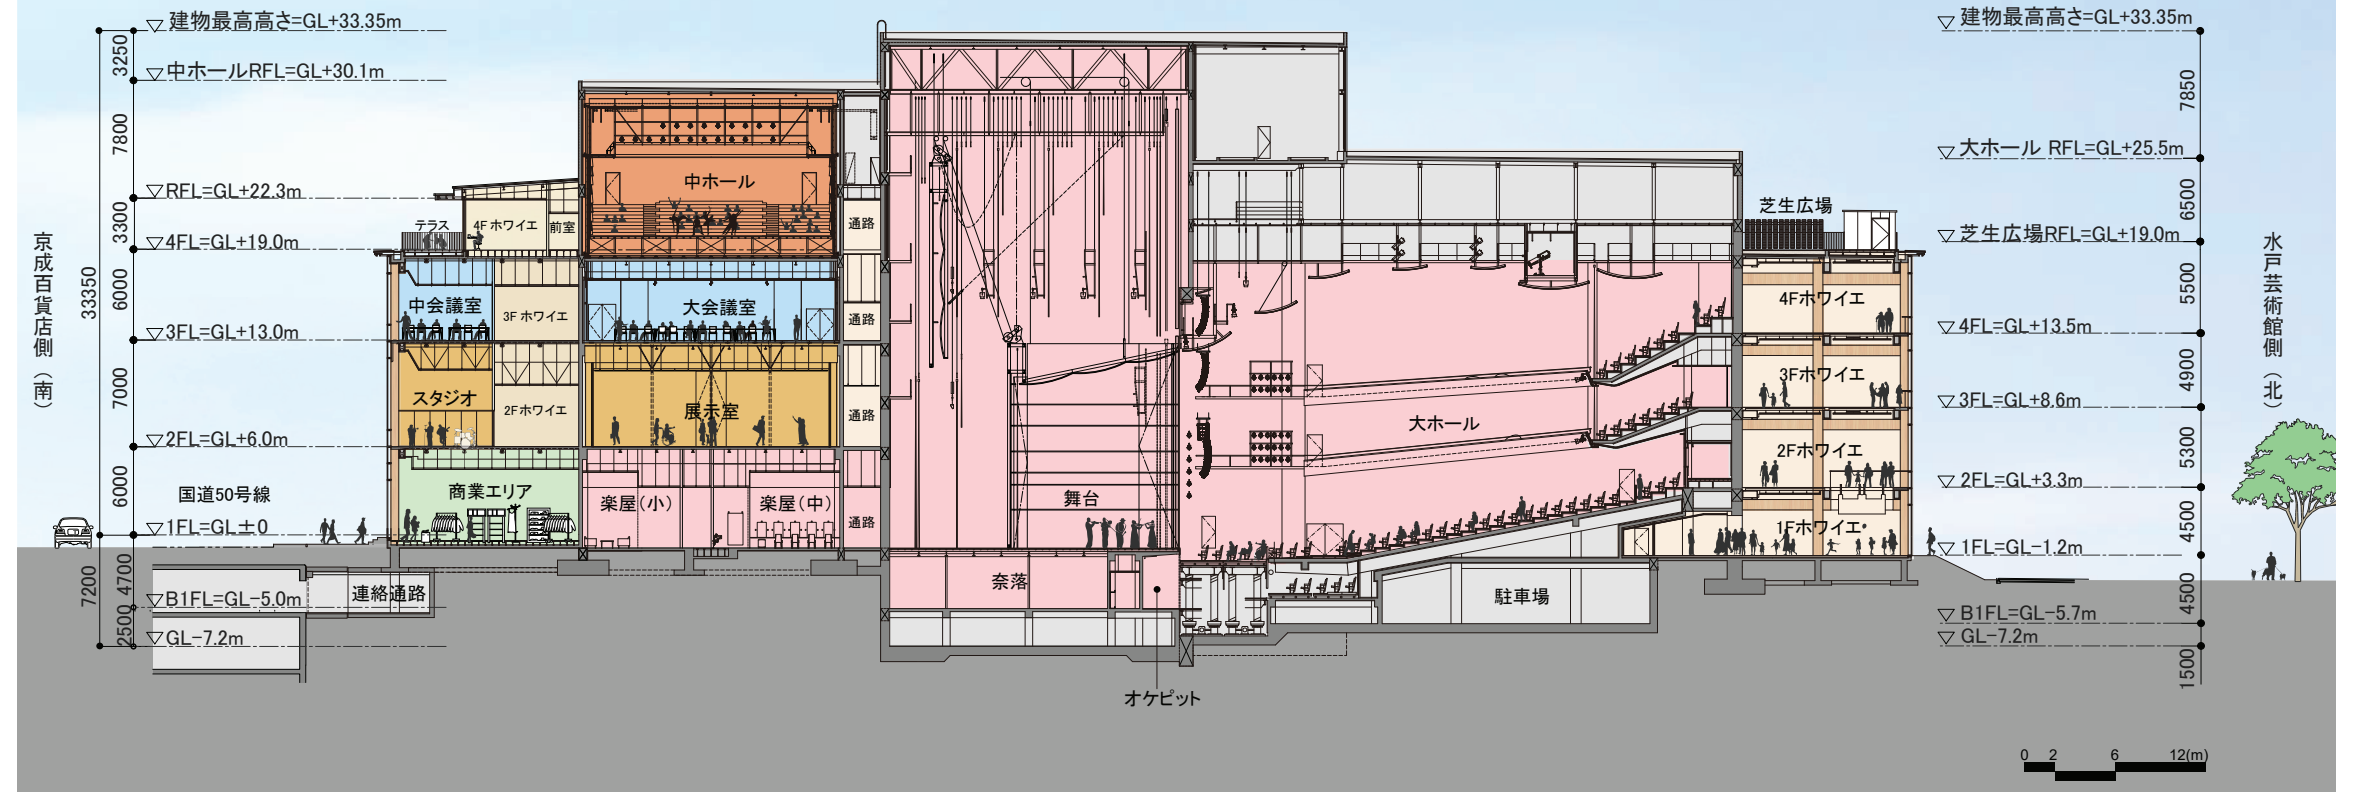 建物最高高さ=GL+33.35m
中ホールRFL=GL+30.1m
RFL=GL+22.3m
4FL=GL+19.0m
3FL=GL+13.0m
2FL=GL+6.0m
国道50号線
1FL=GL±0
B1FL=GL-5.0m
GL-7.2m
3250
7800
3300
6000
7000
6000
4700
2500
33350
7200
京成百貨店側(南)
テラス
4Fホワイエ
前室
中ホール
通路
中会議室
3Fホワイエ
大会議室
通路
スタジオ
2Fホワイエ
展示室
通路
商業エリア
楽屋(小)
楽屋(中)
通路
連絡通路
舞台
奈落
オケピット
大ホール
駐車場
芝生広場
4Fホワイエ
3Fホワイエ
2Fホワイエ
1Fホワイエ
建物最高高さ=GL+33.35m
大ホール RFL=GL+25.5m
芝生広場RFL=GL+19.0m
4FL=GL+13.5m
3FL=GL+8.6m
2FL=GL+3.3m
1FL=GL-1.2m
B1FL=GL-5.7m
GL-7.2m
7850
6500
5500
4900
5300
4500
4500
1500
水戸芸術館側(北)
0 2 6 12(m)